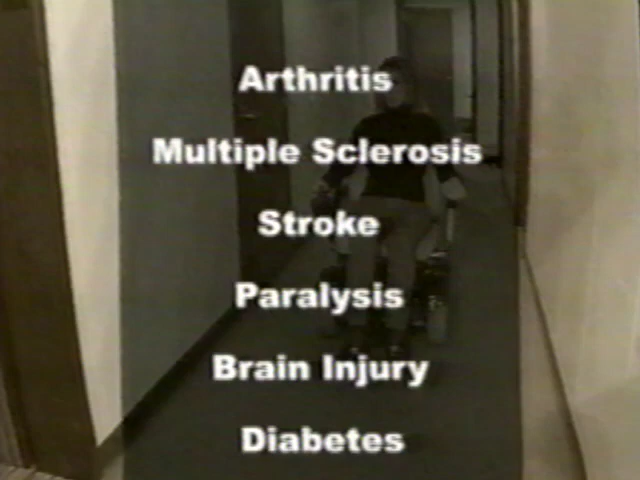 Arthritis
Multiple Sclerosis
Stroke
Paralysis
Brain Injury
Diabetes